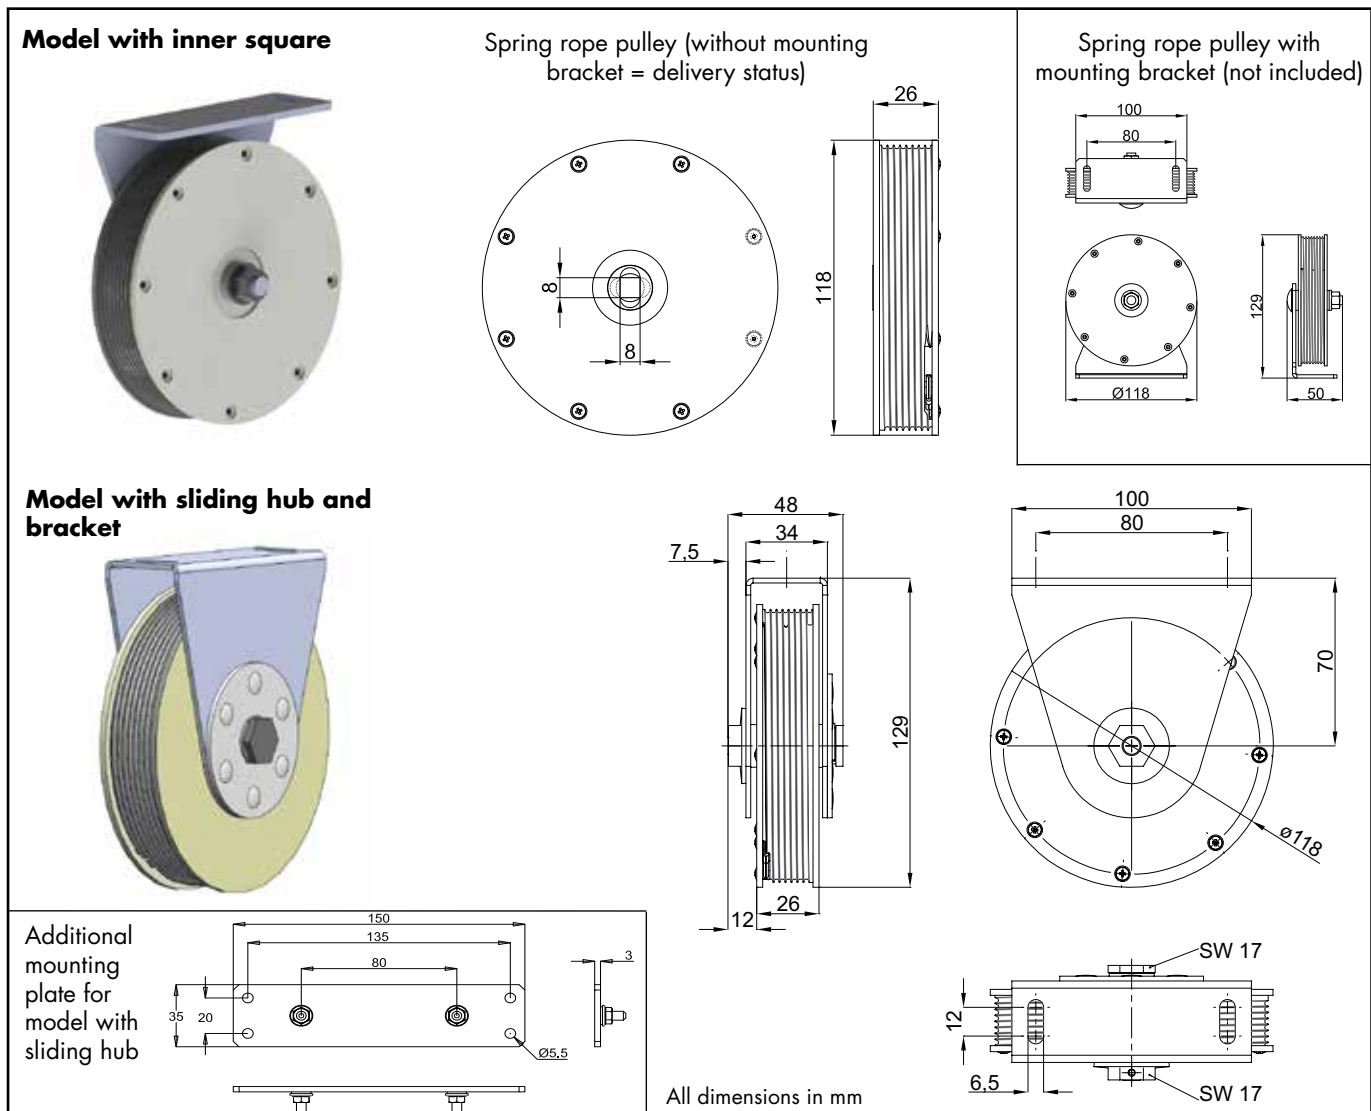 Model with inner square
Spring rope pulley (without mounting
bracket = delivery status)
26
118
8
8
Spring rope pulley with
mounting bracket (not included)
100
80
129
Ø118
50
Model with sliding hub and
bracket
48
34
7,5
129
26
12
100
80
70
ø118
Additional
mounting
plate for
model with
sliding hub
150
135
80
35
20
Ø5,5
3
SW 17
12
6,5
SW 17
All dimensions in mm